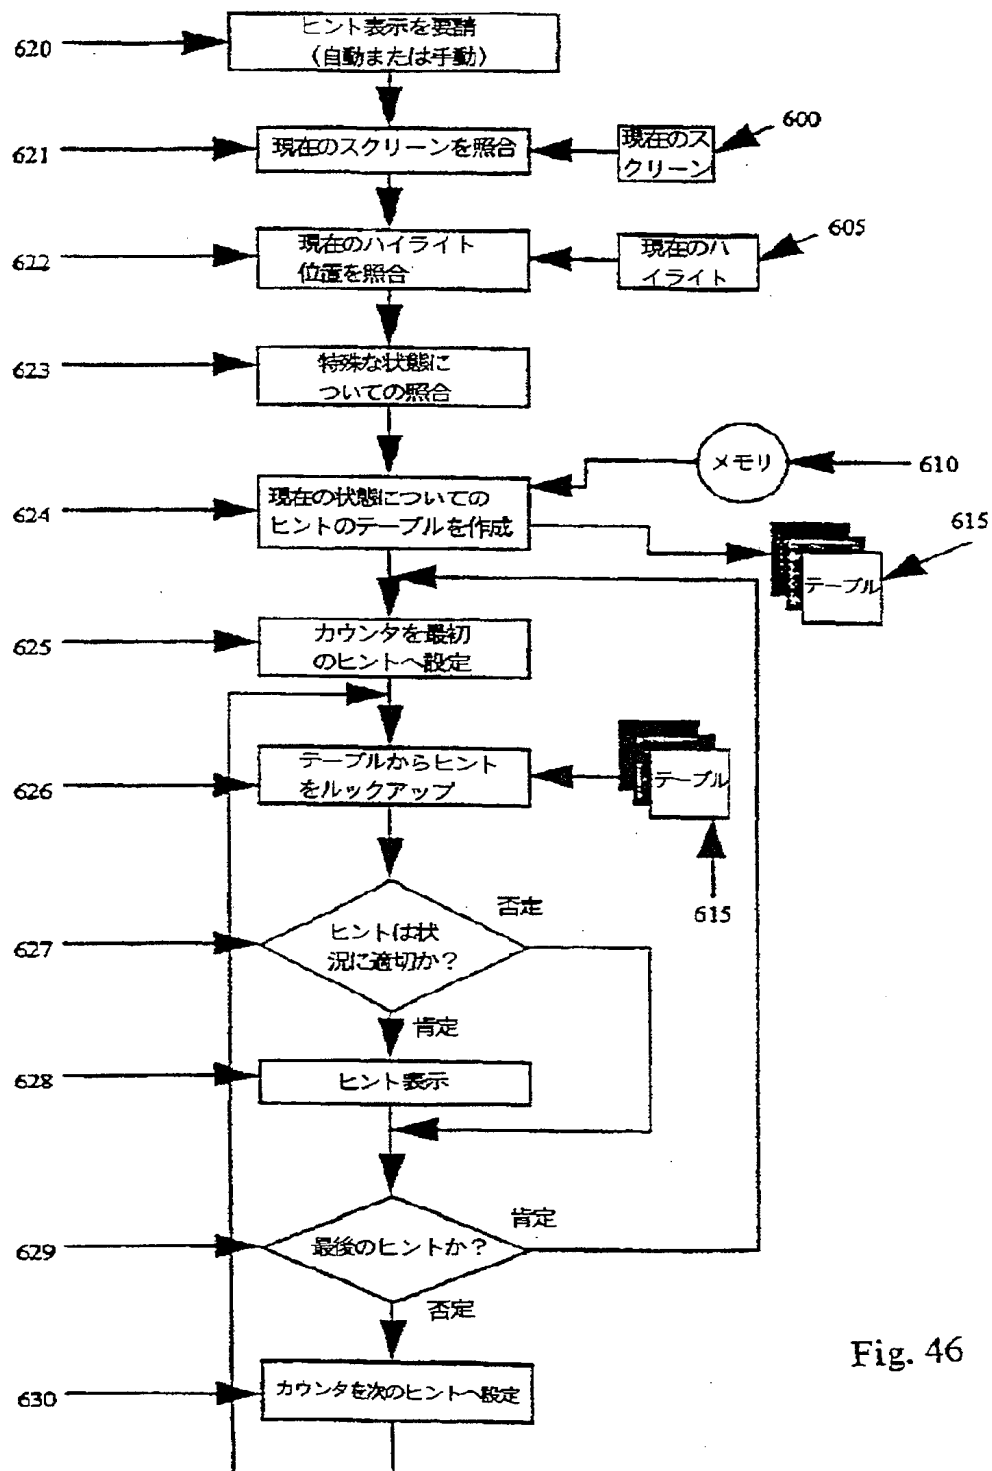 620
ヒント表示を要請
（自動または手動）
621
現在のスクリーンを照合
現在のス
クリーン
600
622
現在のハイライト
位置を照合
現在のハ
イライト
605
623
特殊な状態に
ついての照合
624
現在の状態についての
ヒントのテーブルを作成
メモリ
610
テーブル
615
625
カウンタを最初
のヒントへ設定
626
テーブルからヒント
をルックアップ
テーブル
615
627
ヒントは状
況に適切か？
否定
肯定
628
ヒント表示
629
最後のヒントか？
肯定
否定
630
カウンタを次のヒントへ設定
Fig. 46